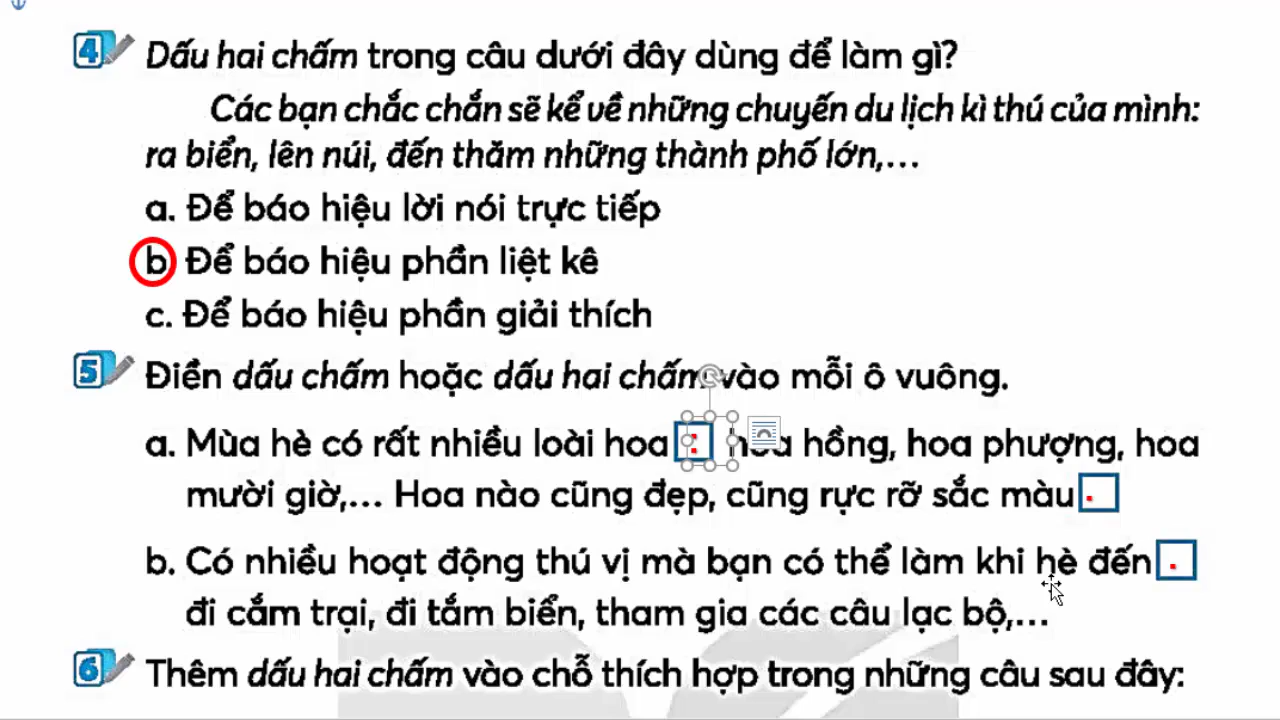 4 Dấu hai chấm trong câu dưới đây dùng để làm gì?
Các bạn chắc chắn sẽ kể về những chuyến du lịch kì thú của mình:
ra biển, lên núi, đến thăm những thành phố lớn,...
a. Để báo hiệu lời nói trực tiếp
b Để báo hiệu phần liệt kê
c. Để báo hiệu phần giải thích
5 Điền dấu chấm hoặc dấu hai chấm vào mỗi ô vuông.
a. Mùa hè có rất nhiều loài hoa : hoa hồng, hoa phượng, hoa
mười giờ,... Hoa nào cũng đẹp, cũng rực rỡ sắc màu .
b. Có nhiều hoạt động thú vị mà bạn có thể làm khi hè đến .
đi cắm trại, đi tắm biển, tham gia các câu lạc bộ,...
6 Thêm dấu hai chấm vào chỗ thích hợp trong những câu sau đây: